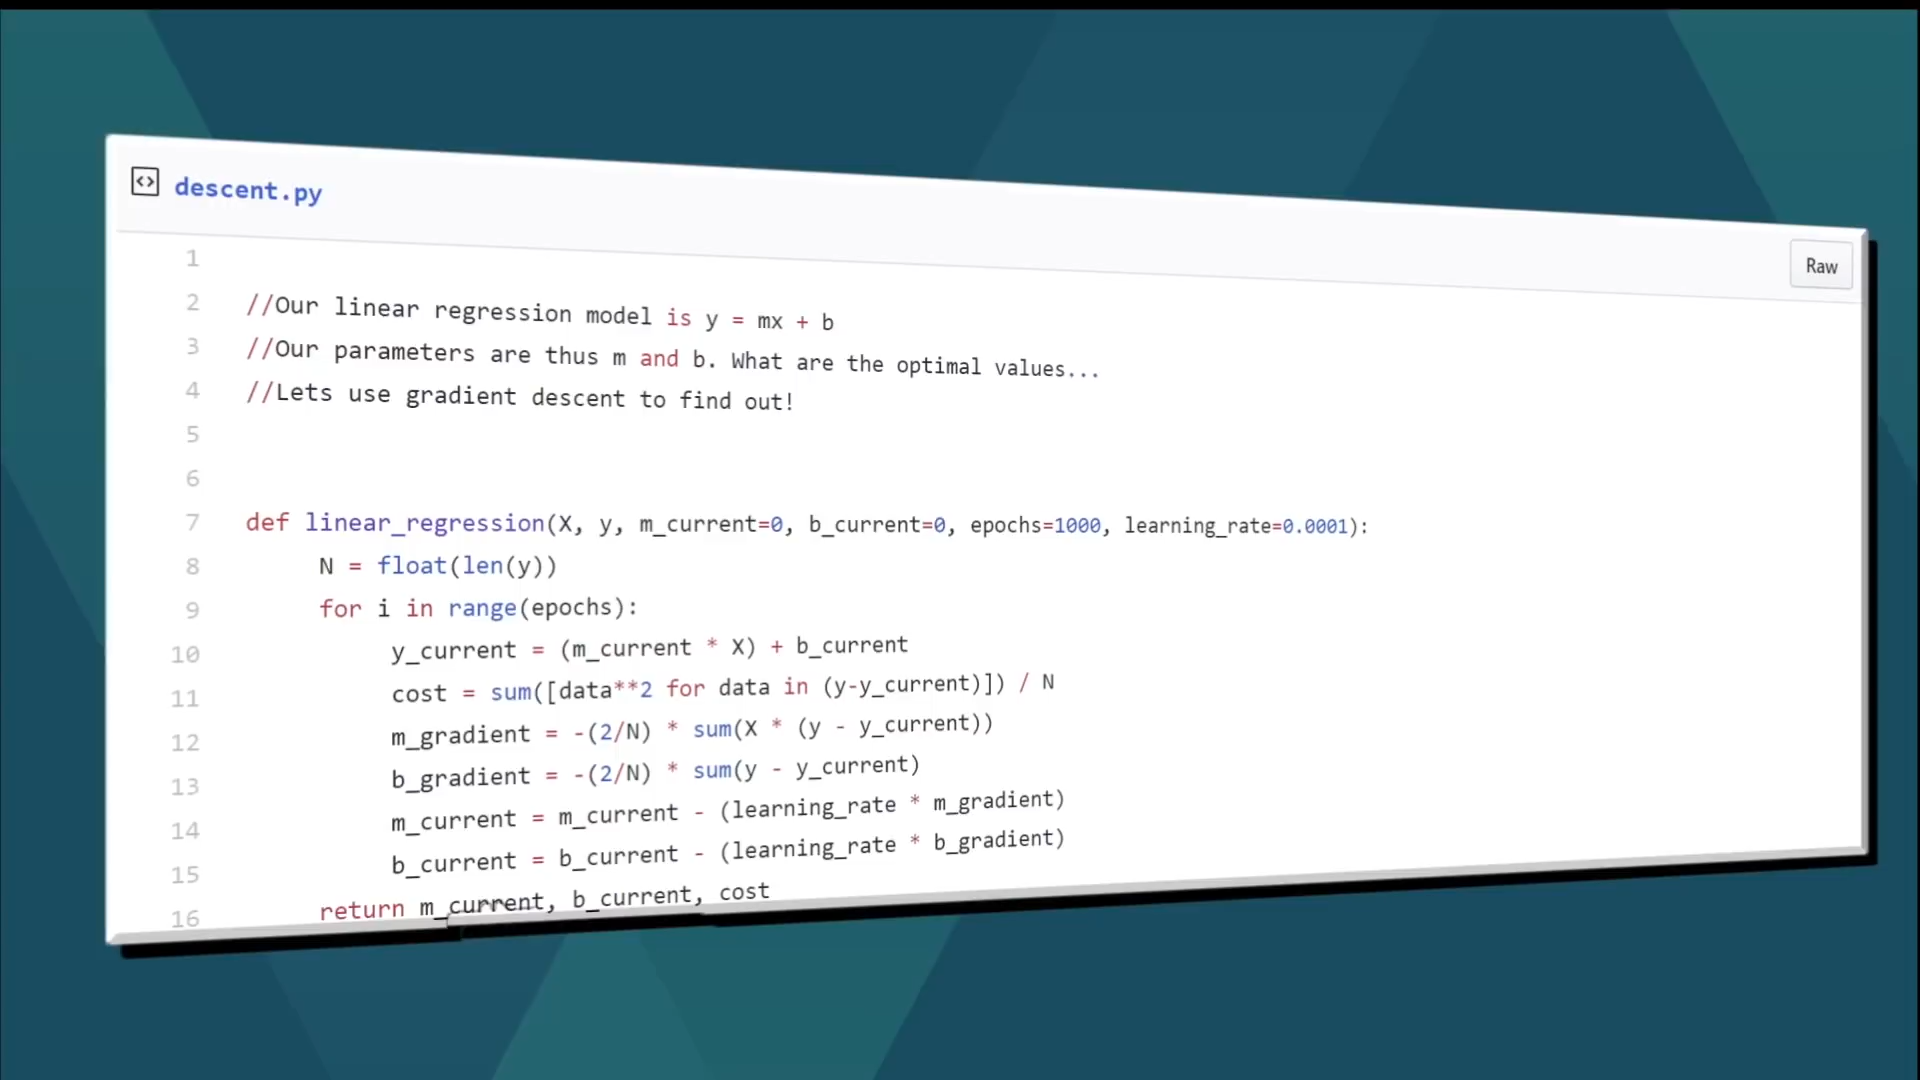 descent.py
Raw
1
2 //Our linear regression model is y = mx + b
3 //Our parameters are thus m and b. What are the optimal values...
4 //Lets use gradient descent to find out!
5
6
7 def linear_regression(X, y, m_current=0, b_current=0, epochs=1000, learning_rate=0.0001):
8 N = float(len(y))
9 for i in range(epochs):
10 y_current = (m_current * X) + b_current
11 cost = sum([data**2 for data in (y-y_current)]) / N
12 m_gradient = -(2/N) * sum(X * (y - y_current))
13 b_gradient = -(2/N) * sum(y - y_current)
14 m_current = m_current - (learning_rate * m_gradient)
15 b_current = b_current - (learning_rate * b_gradient)
16 return m_current, b_current, cost